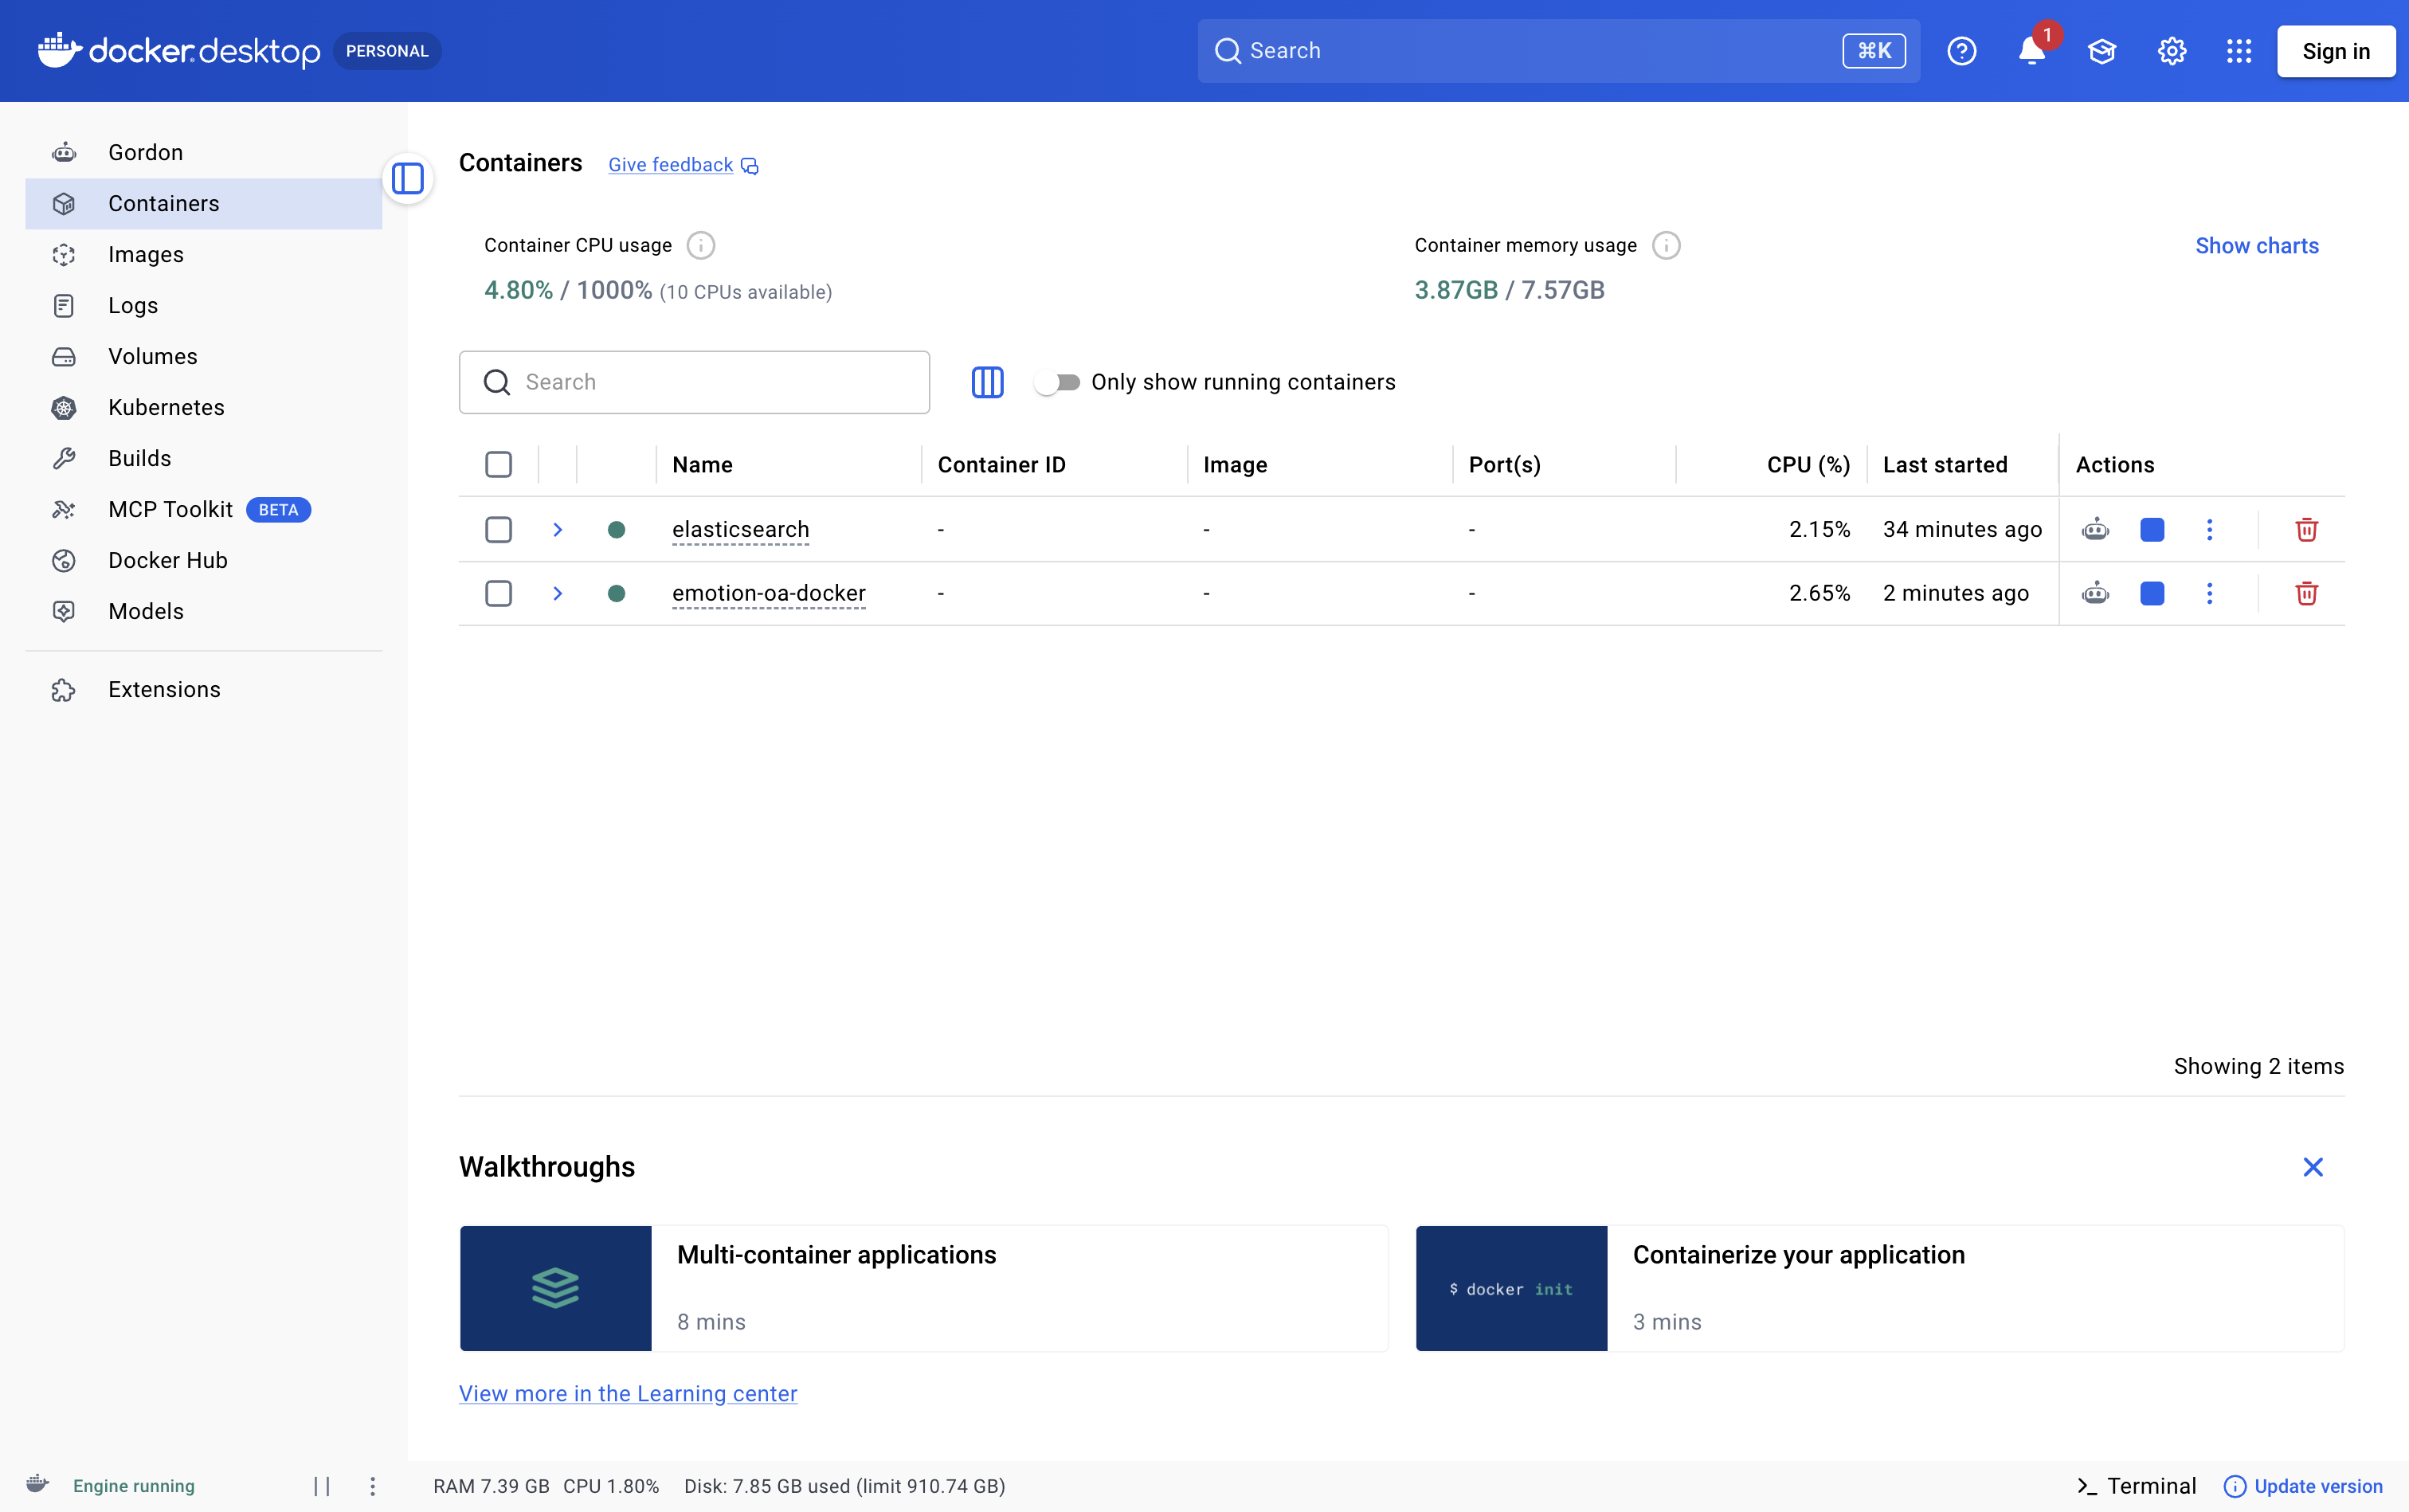 docker.desktop PERSONAL
Search ⌘K
1
Sign in
Gordon
Containers
Images
Logs
Volumes
Kubernetes
Builds
MCP Toolkit BETA
Docker Hub
Models
Extensions
Containers Give feedback
Container CPU usage
4.80% / 1000% (10 CPUs available)
Container memory usage
3.87GB / 7.57GB
Show charts
Search
Only show running containers
Name Container ID Image Port(s) CPU (%) Last started Actions
elasticsearch - - - 2.15% 34 minutes ago
emotion-oa-docker - - - 2.65% 2 minutes ago
Showing 2 items
Walkthroughs
Multi-container applications
8 mins
$ docker init
Containerize your application
3 mins
View more in the Learning center
Engine running
RAM 7.39 GB CPU 1.80% Disk: 7.85 GB used (limit 910.74 GB)
Terminal
Update version